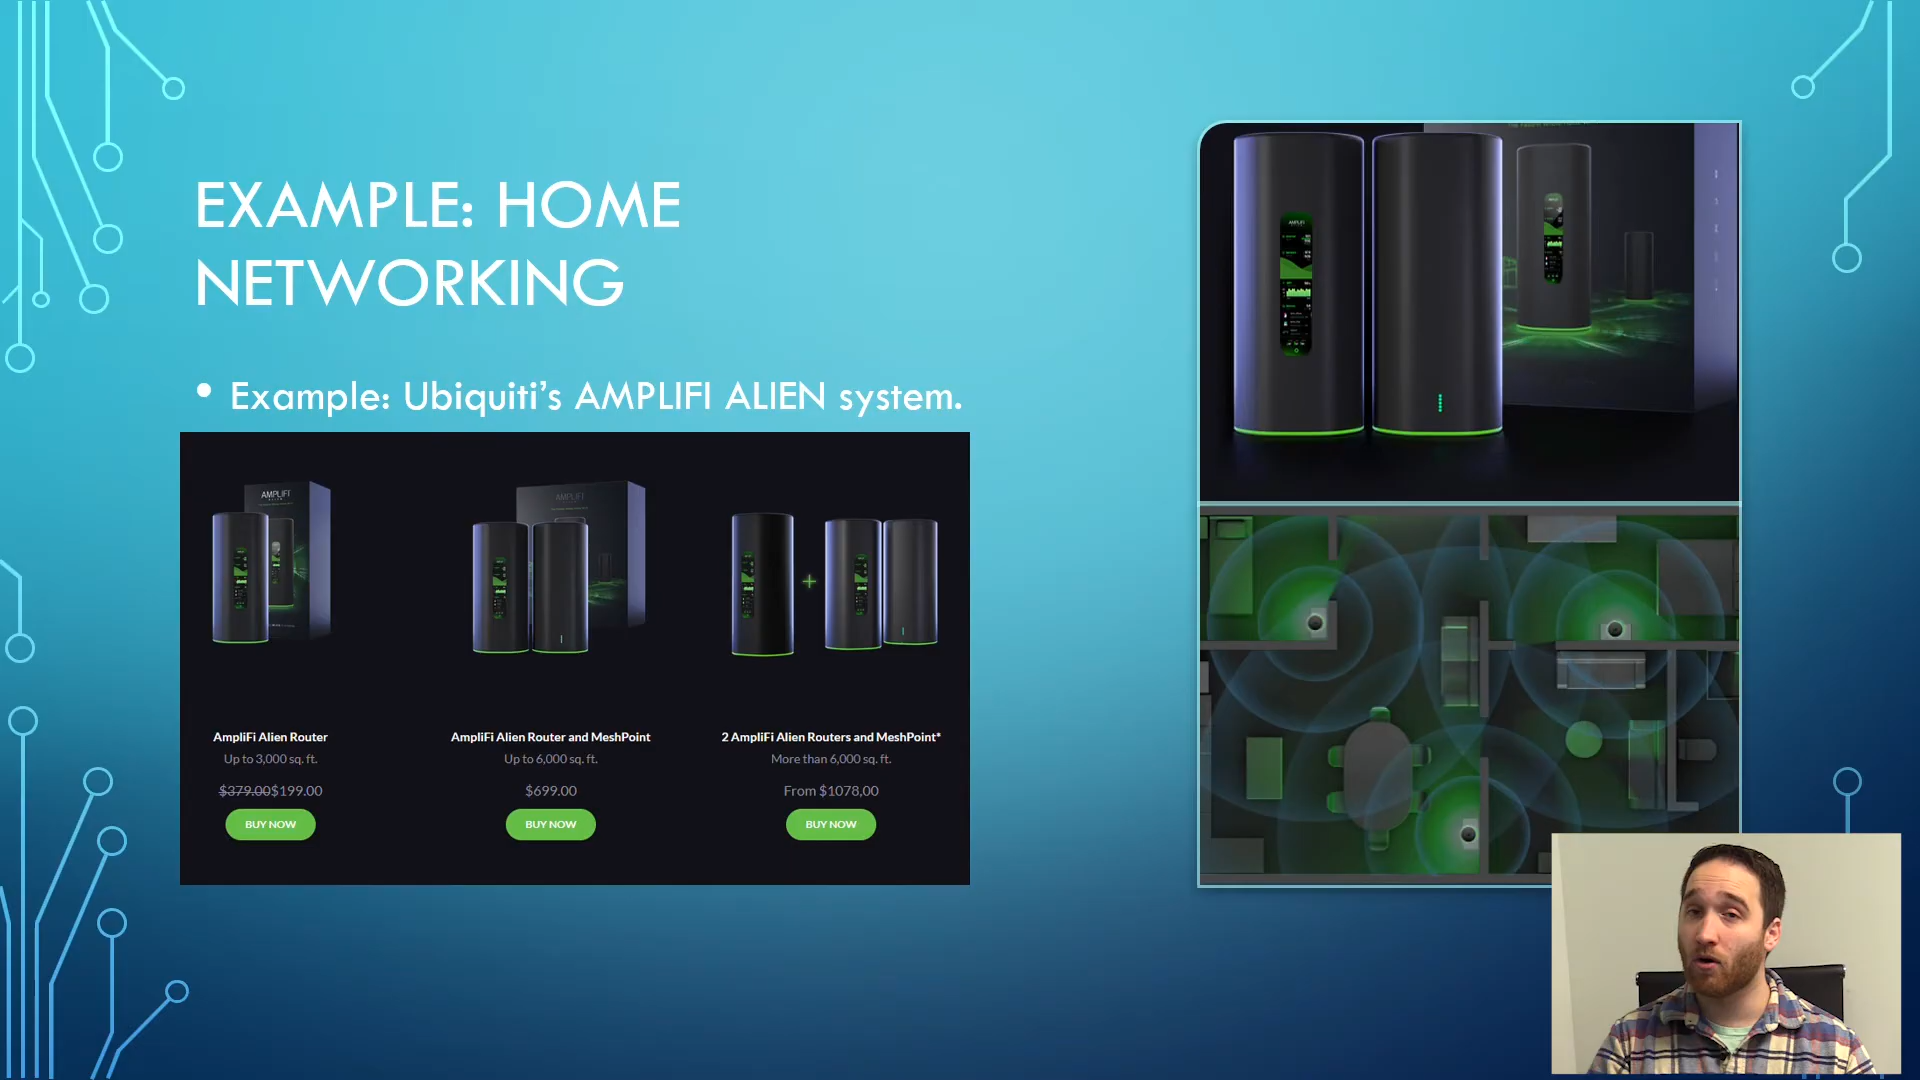 EXAMPLE: HOME
NETWORKING
• Example: Ubiquiti’s AMPLIFI ALIEN system.
AMPLIFI
AMPLIFI
AMPLIFI
AmpliFi Alien Router
Up to 3,000 sq. ft.
$379.00$199.00
BUY NOW
AmpliFi Alien Router and MeshPoint
Up to 6,000 sq. ft.
$699.00
BUY NOW
+
2 AmpliFi Alien Routers and MeshPoint*
More than 6,000 sq. ft.
From $1078,00
BUY NOW